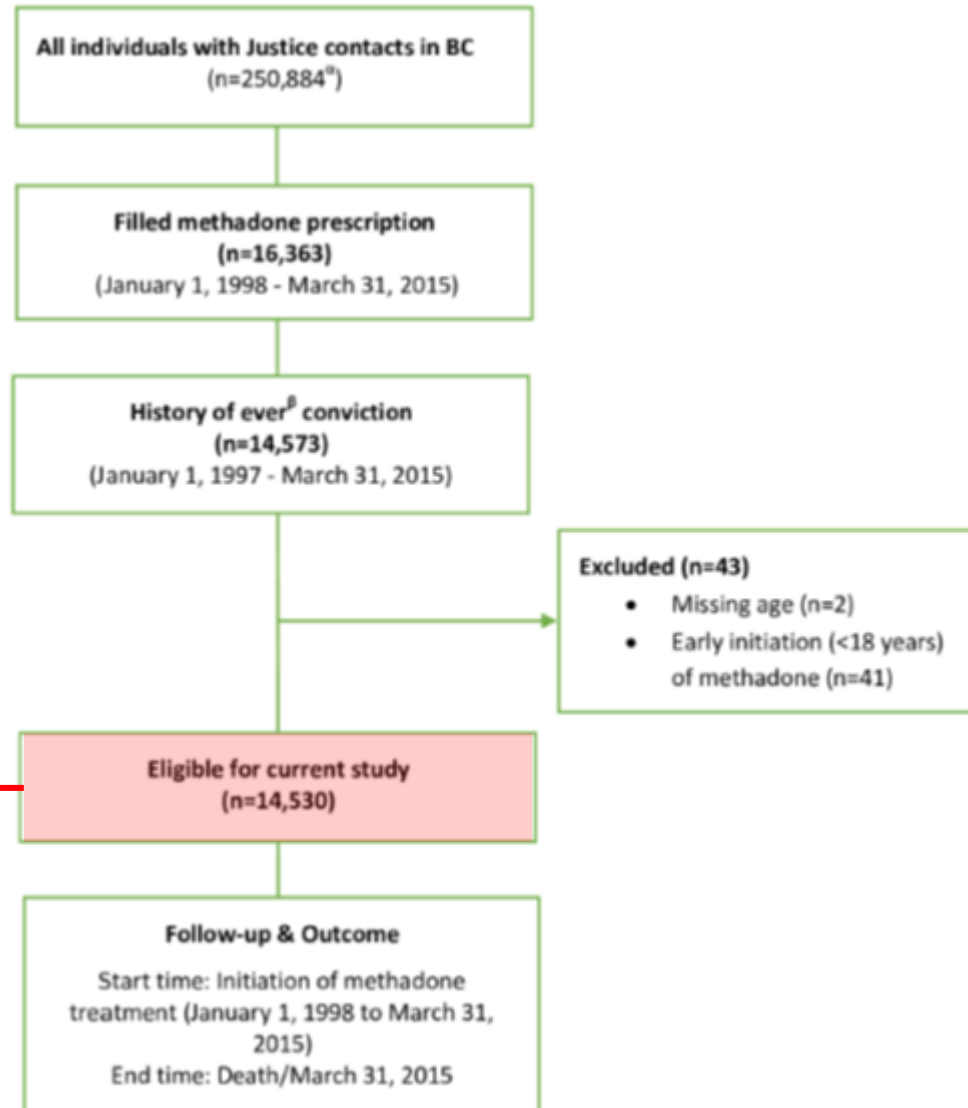 All individuals with Justice contacts in BC
(n=250,884α)
Filled methadone prescription
(n=16,363)
(January 1, 1998 - March 31, 2015)
History of everβ conviction
(n=14,573)
(January 1, 1997 - March 31, 2015)
Excluded (n=43)
• Missing age (n=2)
• Early initiation (<18 years)
of methadone (n=41)
Eligible for current study
(n=14,530)
Follow-up & Outcome
Start time: Initiation of methadone
treatment (January 1, 1998 to March 31,
2015)
End time: Death/March 31, 2015